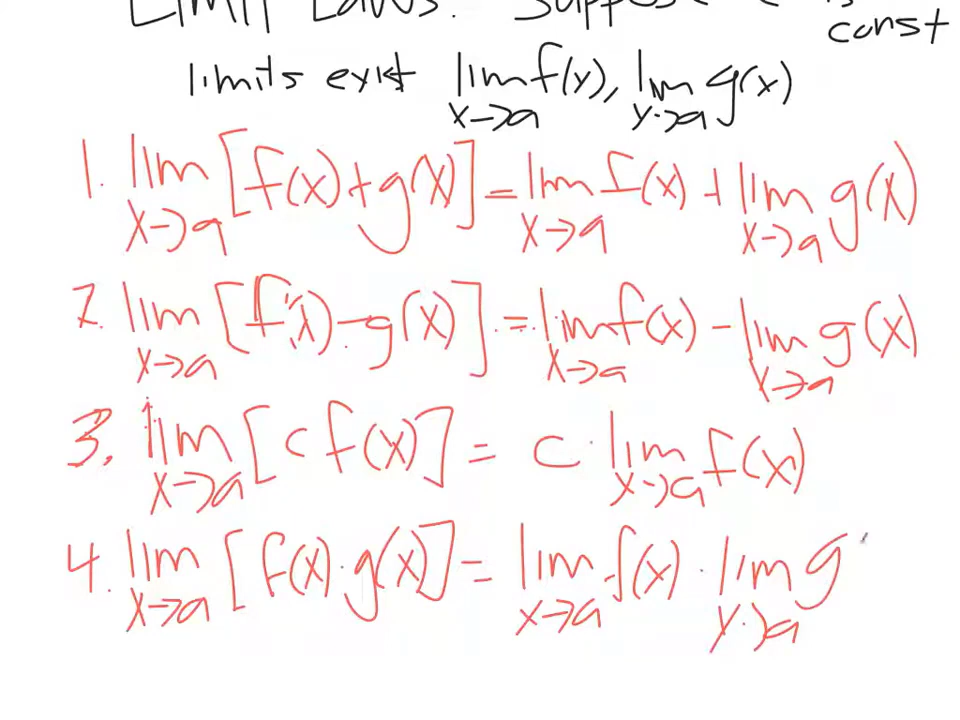 Limit Laws: Suppose c is const
limits exist lim x→a f(x), lim x→a g(x)
1. lim x→a [f(x)+g(x)] = lim x→a f(x) + lim x→a g(x)
2. lim x→a [f(x)-g(x)] = lim x→a f(x) - lim x→a g(x)
3. lim x→a [c f(x)] = c · lim x→a f(x)
4. lim x→a [f(x)·g(x)] = lim x→a f(x) · lim x→a g